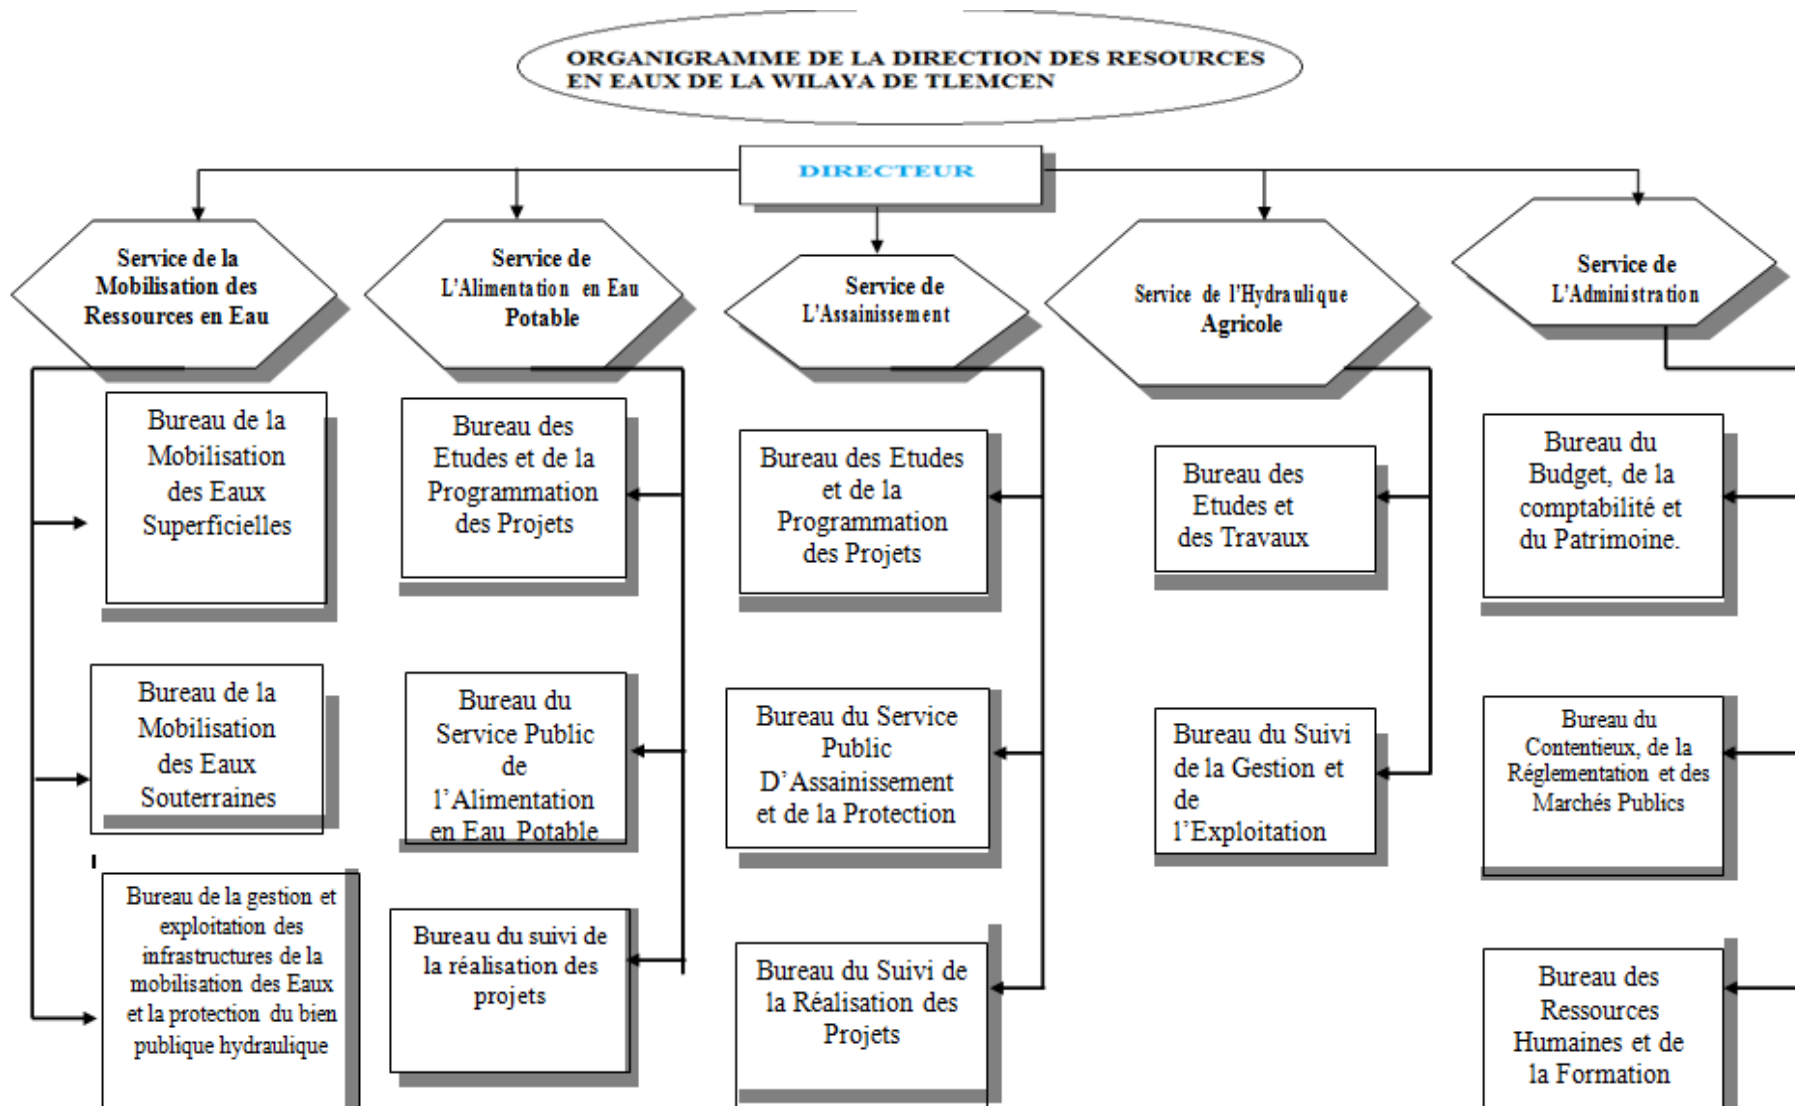 ORGANIGRAMME DE LA DIRECTION DES RESOURCES
EN EAUX DE LA WILAYA DE TLEMCEN
DIRECTEUR
Service de la
Mobilisation des
Ressources en Eau
Service de
L'Alimentation en Eau
Potable
Service de
L'Assainissement
Service de l'Hydraulique
Agricole
Service de
L'Administration
Bureau de la
Mobilisation
des Eaux
Superficielles
Bureau des
Etudes et de la
Programmation
des Projets
Bureau des Etudes
et de la
Programmation
des Projets
Bureau des
Etudes et
des Travaux
Bureau du
Budget, de la
comptabilité et
du Patrimoine.
Bureau de la
Mobilisation
des Eaux
Souterraines
Bureau du
Service Public
de
l'Alimentation
en Eau Potable
Bureau du Service
Public
D'Assainissement
et de la Protection
Bureau du Suivi
de la Gestion et
de
l'Exploitation
Bureau du
Contentieux, de la
Réglementation et des
Marchés Publics
Bureau de la gestion et
exploitation des
infrastructures de la
mobilisation des Eaux
et la protection du bien
publique hydraulique
Bureau du suivi de
la réalisation des
projets
Bureau du Suivi de
la Réalisation des
Projets
Bureau des
Ressources
Humaines et de
la Formation